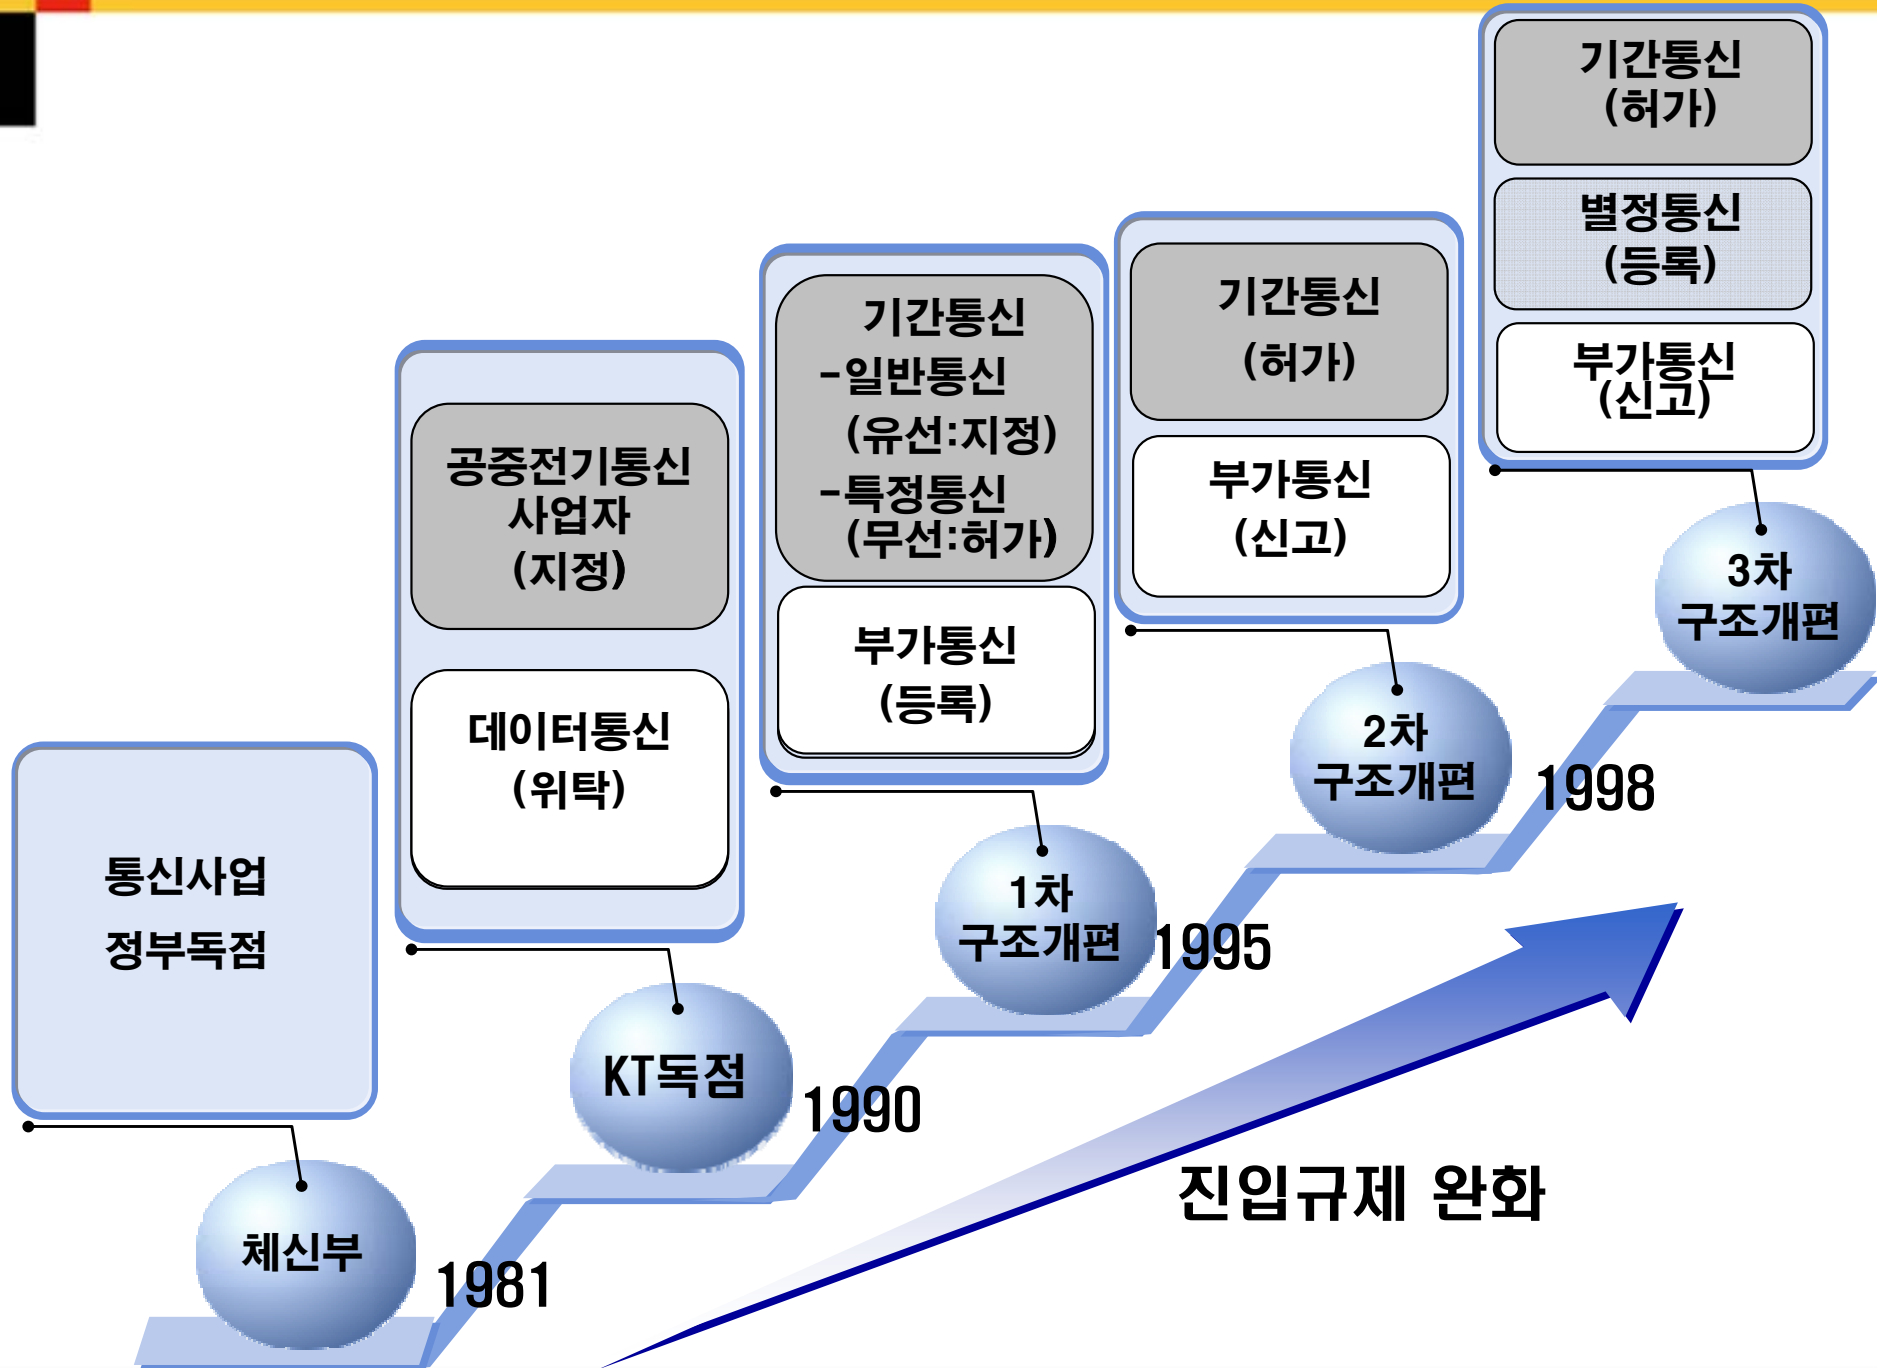 통신사업
정부독점
체신부
1981
공중전기통신
사업자
(지정)
데이터통신
(위탁)
KT독점
1990
기간통신
-일반통신
(유선:지정)
-특정통신
(무선:허가)
부가통신
(등록)
1차
구조개편
1995
기간통신
(허가)
부가통신
(신고)
2차
구조개편
1998
기간통신
(허가)
별정통신
(등록)
부가통신
(신고)
3차
구조개편
진입규제 완화